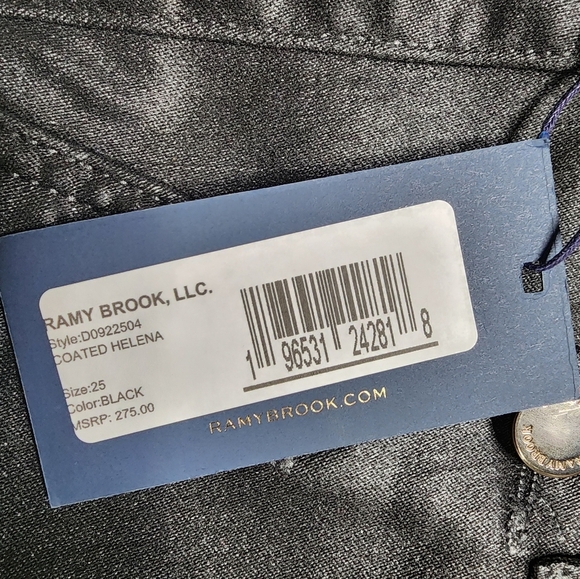 RAMY BROOK, LLC.
Style:D0922504
COATED HELENA
Size:25
Color:BLACK
MSRP: 275.00
1 96531 24281 8
RAMYBROOK.COM